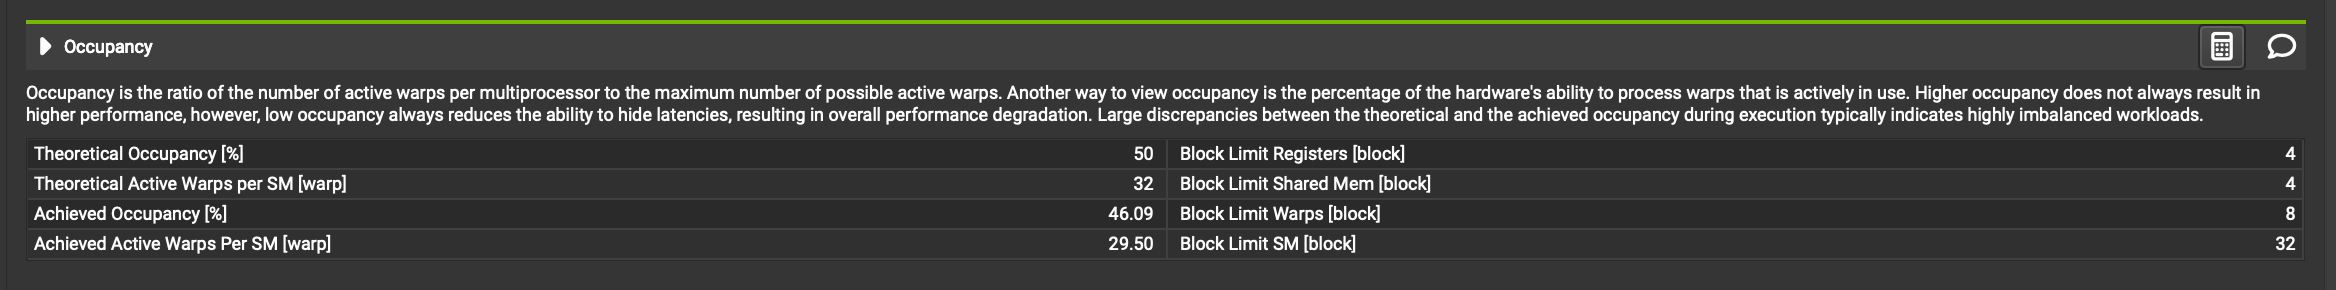 Occupancy
Occupancy is the ratio of the number of active warps per multiprocessor to the maximum number of possible active warps. Another way to view occupancy is the percentage of the hardware's ability to process warps that is actively in use. Higher occupancy does not always result in
higher performance, however, low occupancy always reduces the ability to hide latencies, resulting in overall performance degradation. Large discrepancies between the theoretical and the achieved occupancy during execution typically indicates highly imbalanced workloads.
Theoretical Occupancy [%] 50 Block Limit Registers [block] 4
Theoretical Active Warps per SM [warp] 32 Block Limit Shared Mem [block] 4
Achieved Occupancy [%] 46.09 Block Limit Warps [block] 8
Achieved Active Warps Per SM [warp] 29.50 Block Limit SM [block] 32